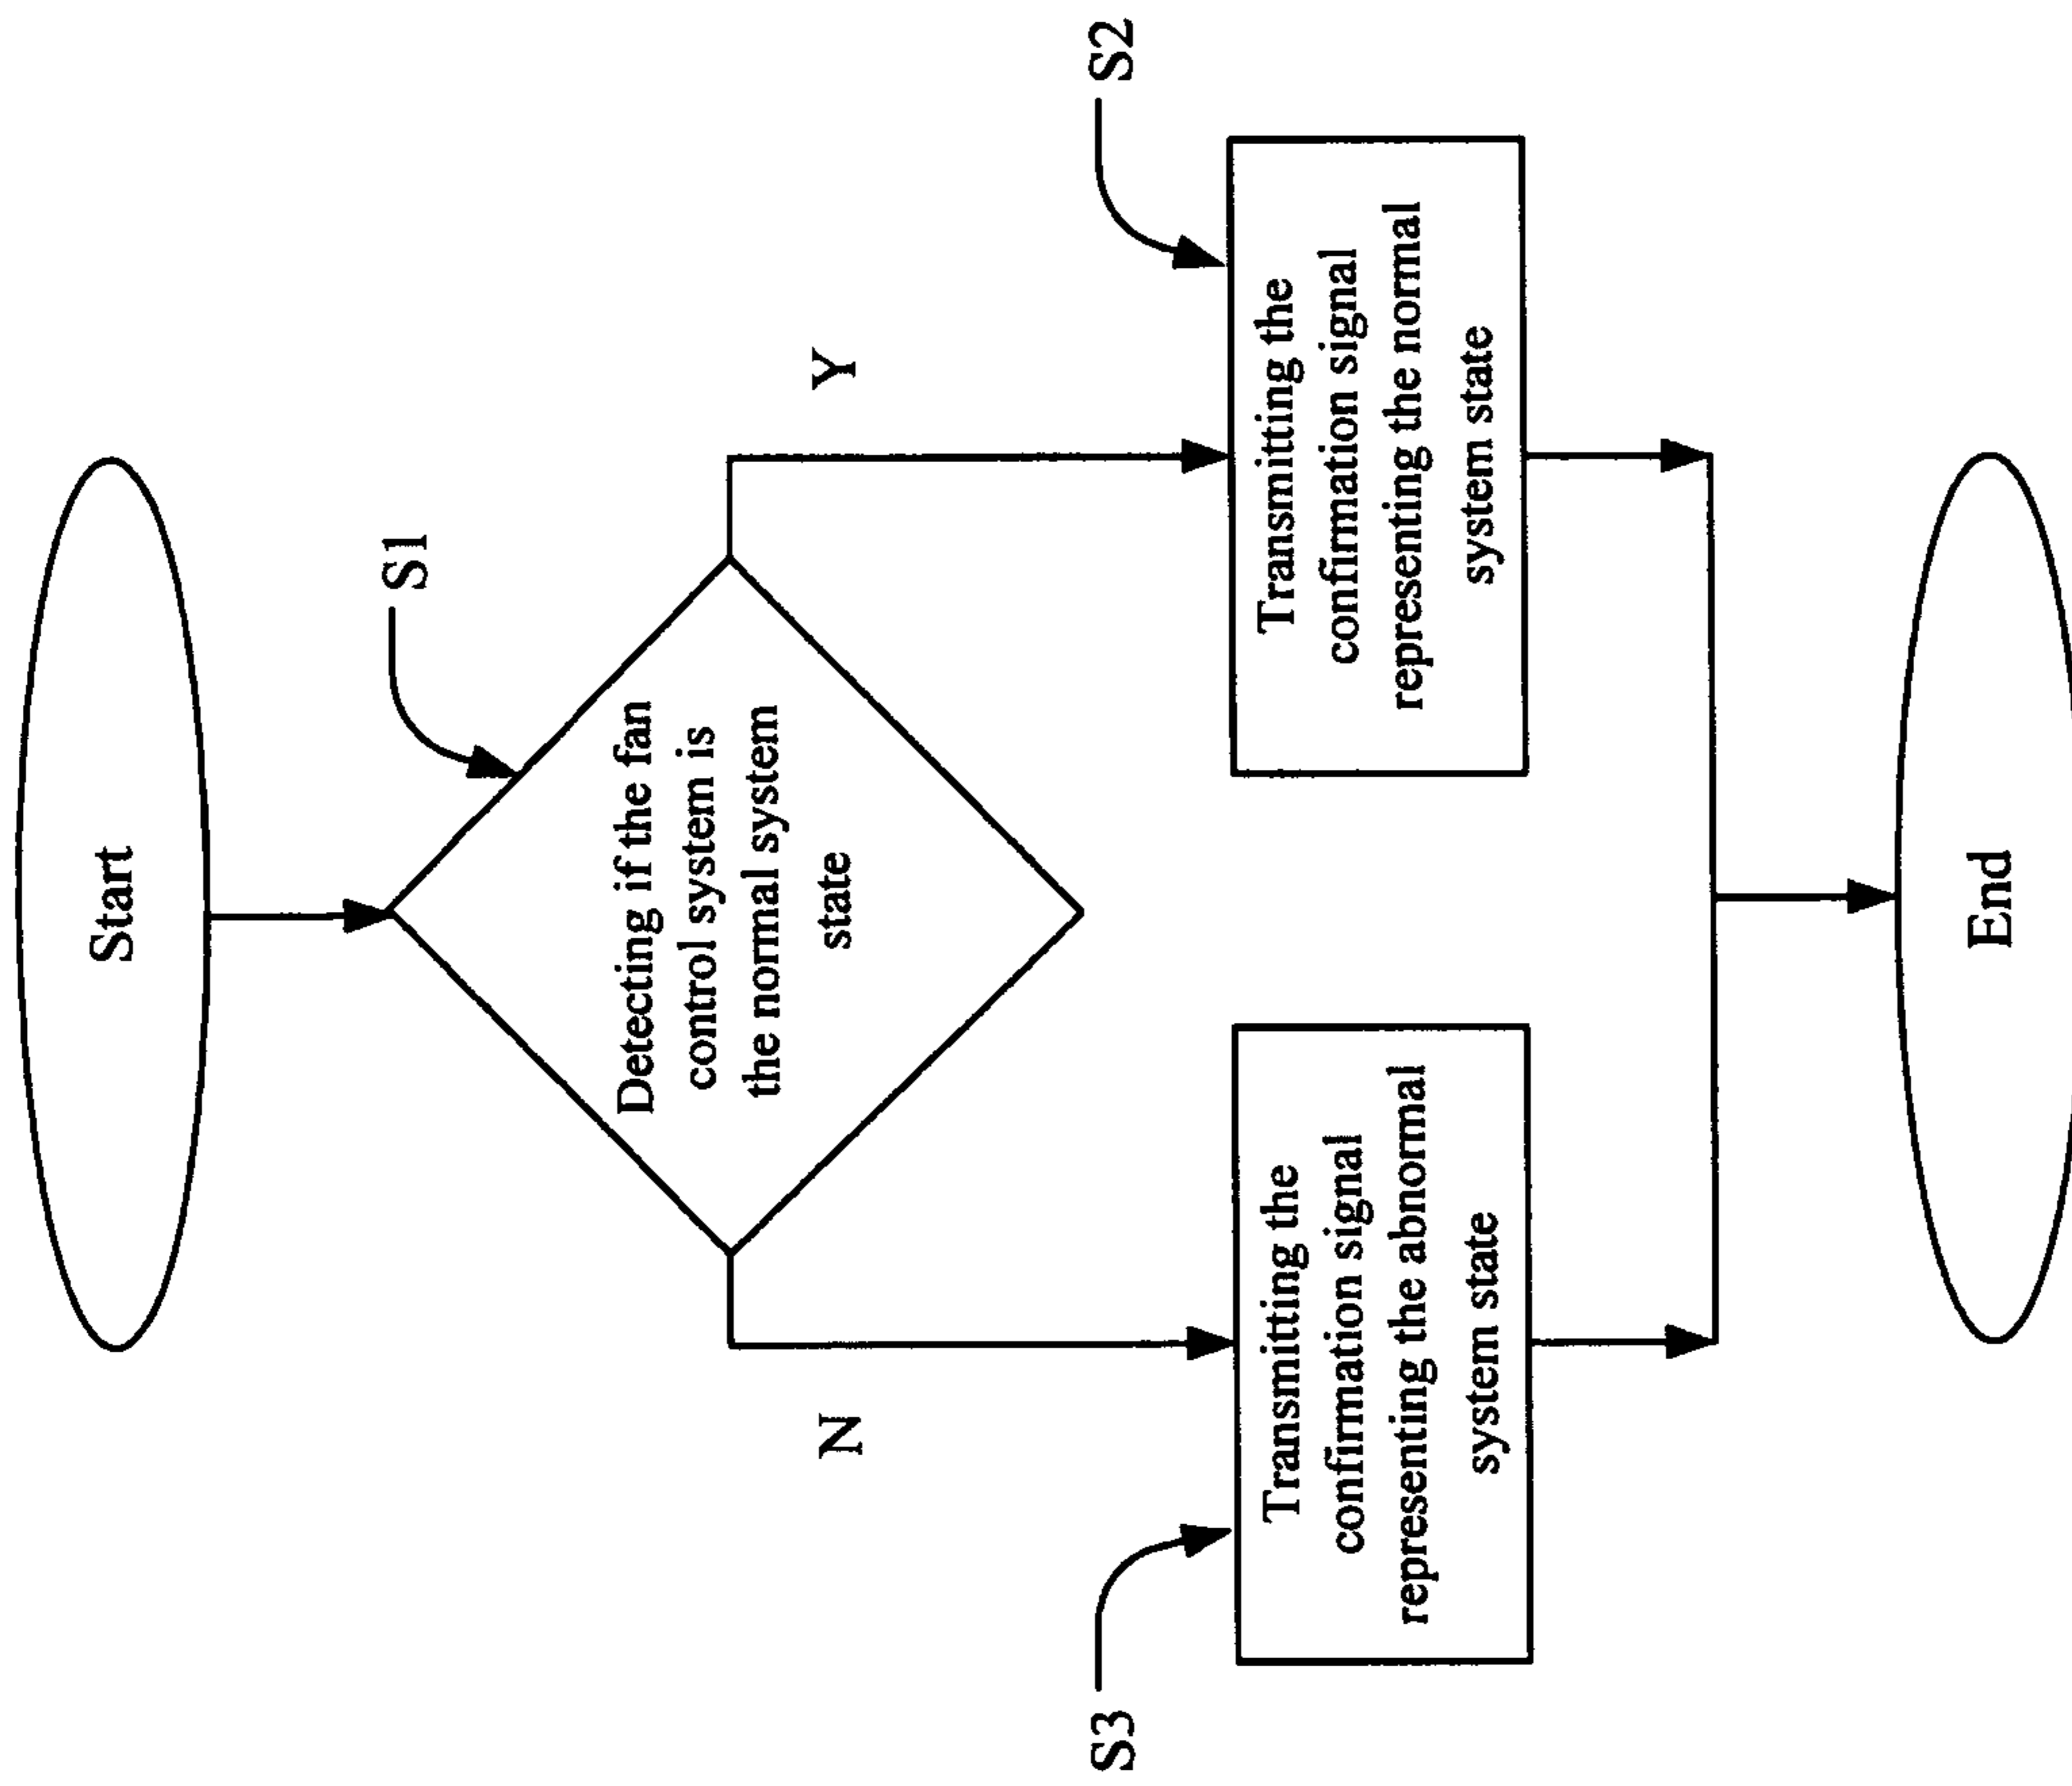 Start
S1
Detecting if the fan
control system is
the normal system
state
N
Y
S3
S2
Transmitting the
confirmation signal
representing the abnormal
system state
Transmitting the
confirmation signal
representing the normal
system state
End